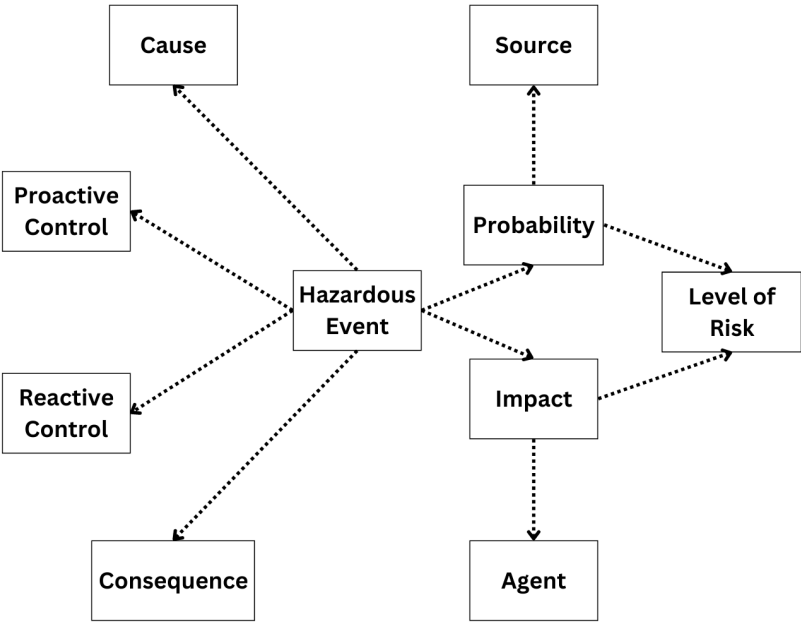 Cause
Source
Proactive
Control
Probability
Hazardous
Event
Level of
Risk
Reactive
Control
Impact
Consequence
Agent